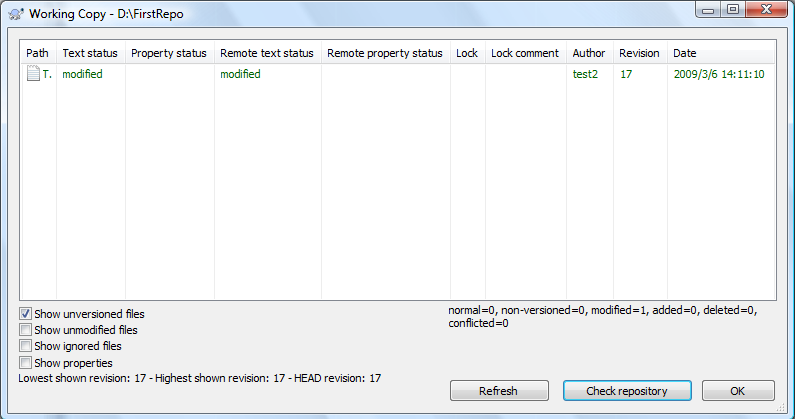 Working Copy - D:\FirstRepo
Path Text status Property status Remote text status Remote property status Lock Lock comment Author Revision Date
T. modified modified test2 17 2009/3/6 14:11:10
Show unversioned files
Show unmodified files
Show ignored files
Show properties
normal=0, non-versioned=0, modified=1, added=0, deleted=0,
conflicted=0
Lowest shown revision: 17 - Highest shown revision: 17 - HEAD revision: 17
Refresh Check repository OK